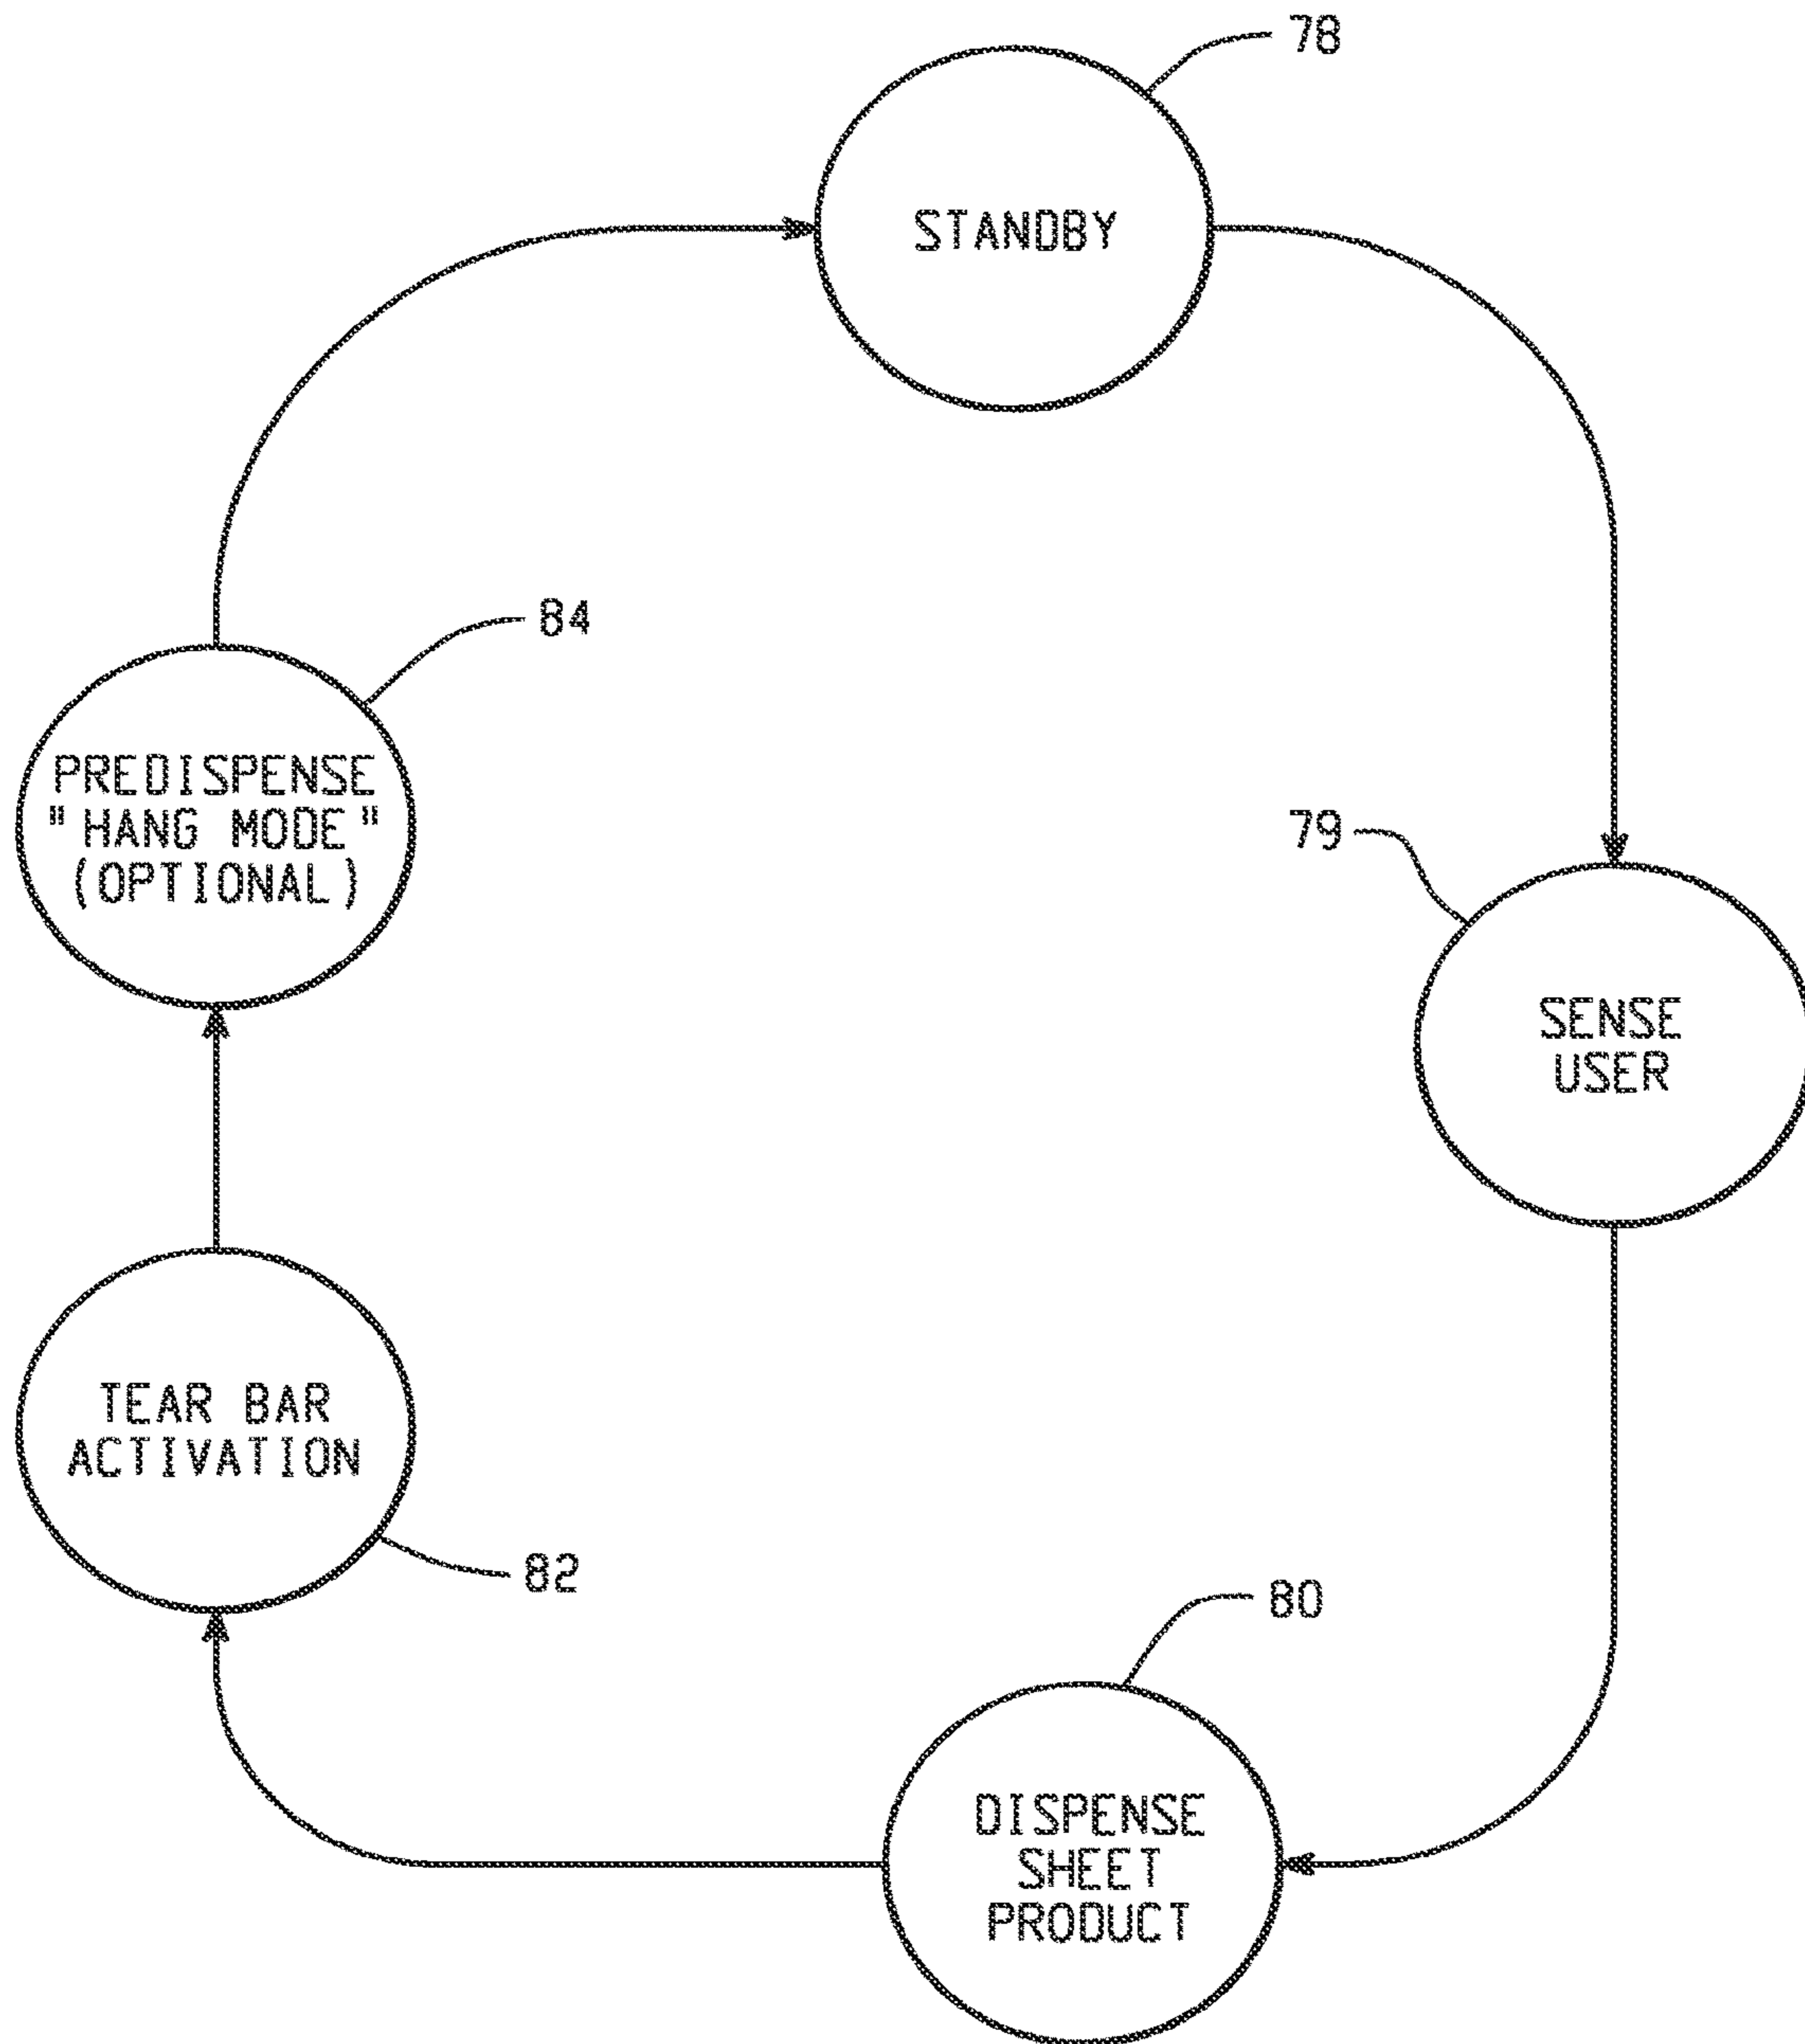 78
STANDBY
84
PREDISPENSE
"HANG MODE"
(OPTIONAL)
79
SENSE
USER
TEAR BAR
ACTIVATION
82
80
DISPENSE
SHEET
PRODUCT